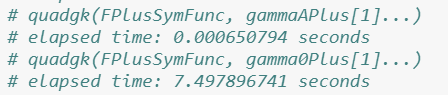 # quadgk(FPlusSymFunc, gammaAPlus[1]...)
# elapsed time: 0.000650794 seconds
# quadgk(FPlusSymFunc, gamma0Plus[1]...)
# elapsed time: 7.497896741 seconds